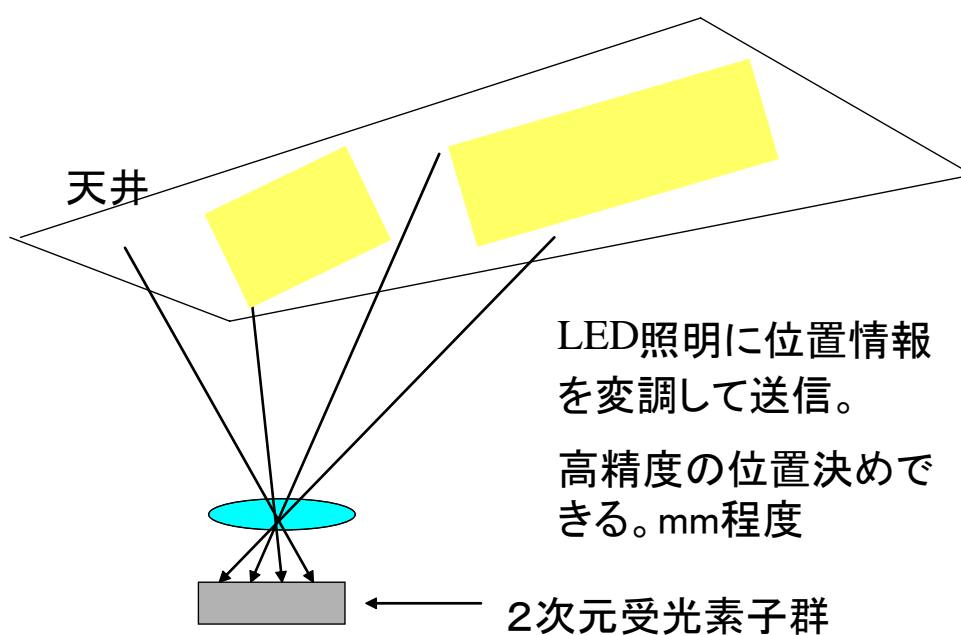 天井
LED照明に位置情報
を変調して送信。
高精度の位置決めで
きる。mm程度
２次元受光素子群